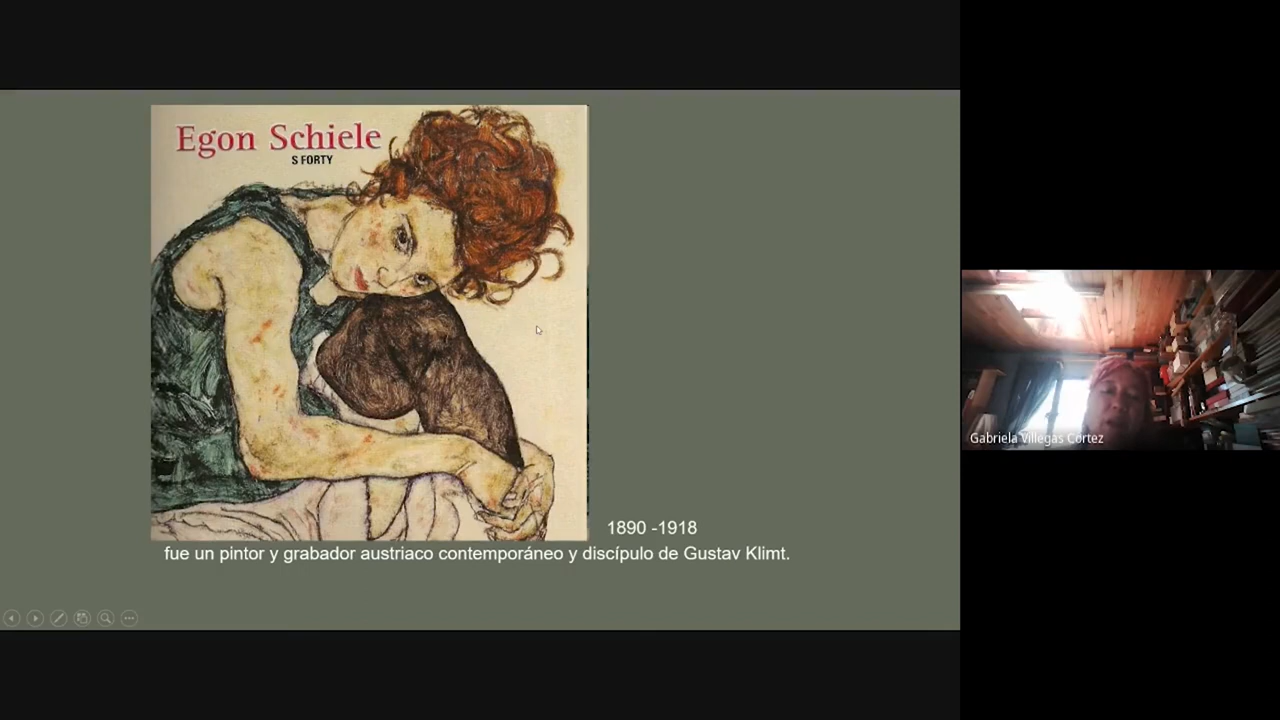 Egon Schiele
S FORTY
1890 -1918
fue un pintor y grabador austriaco contemporáneo y discípulo de Gustav Klimt.
Gabriela Villegas Cortez